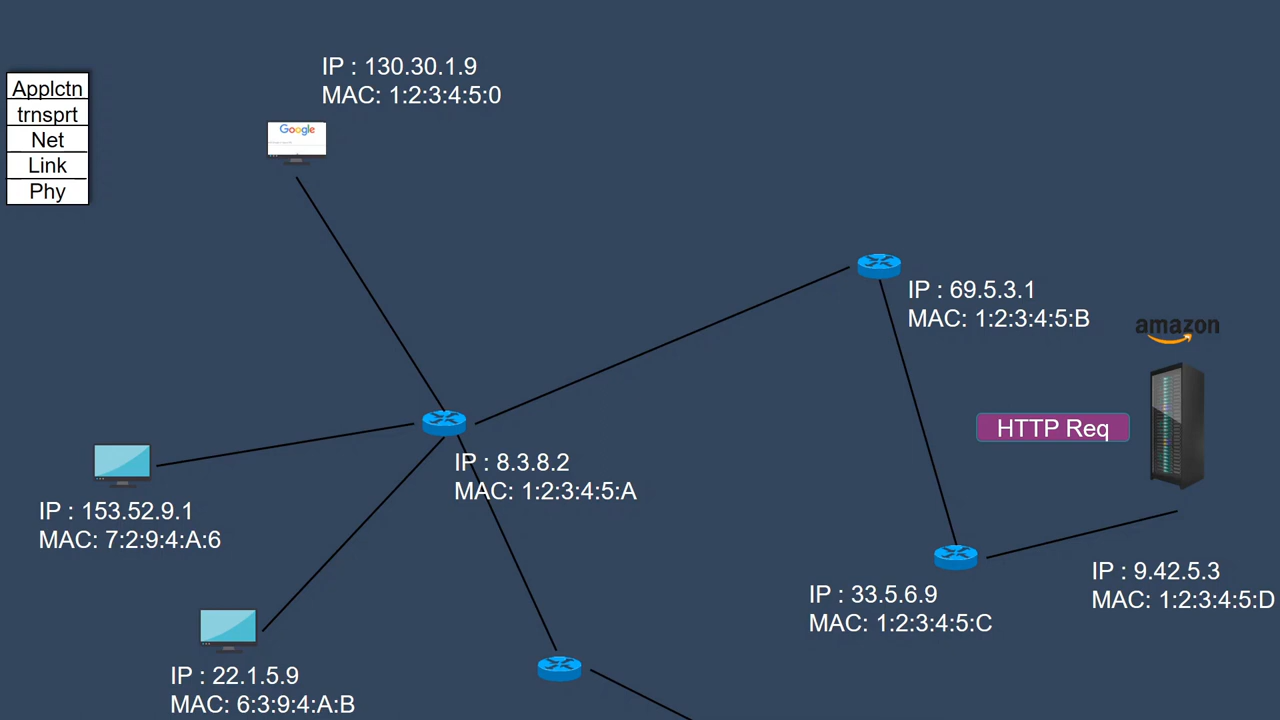 IP : 130.30.1.9
MAC: 1:2:3:4:5:0
Applctn
trnsprt
Net
Link
Phy
Google
IP : 69.5.3.1
MAC: 1:2:3:4:5:B
amazon
HTTP Req
IP : 8.3.8.2
MAC: 1:2:3:4:5:A
IP : 153.52.9.1
MAC: 7:2:9:4:A:6
IP : 9.42.5.3
MAC: 1:2:3:4:5:D
IP : 33.5.6.9
MAC: 1:2:3:4:5:C
IP : 22.1.5.9
MAC: 6:3:9:4:A:B